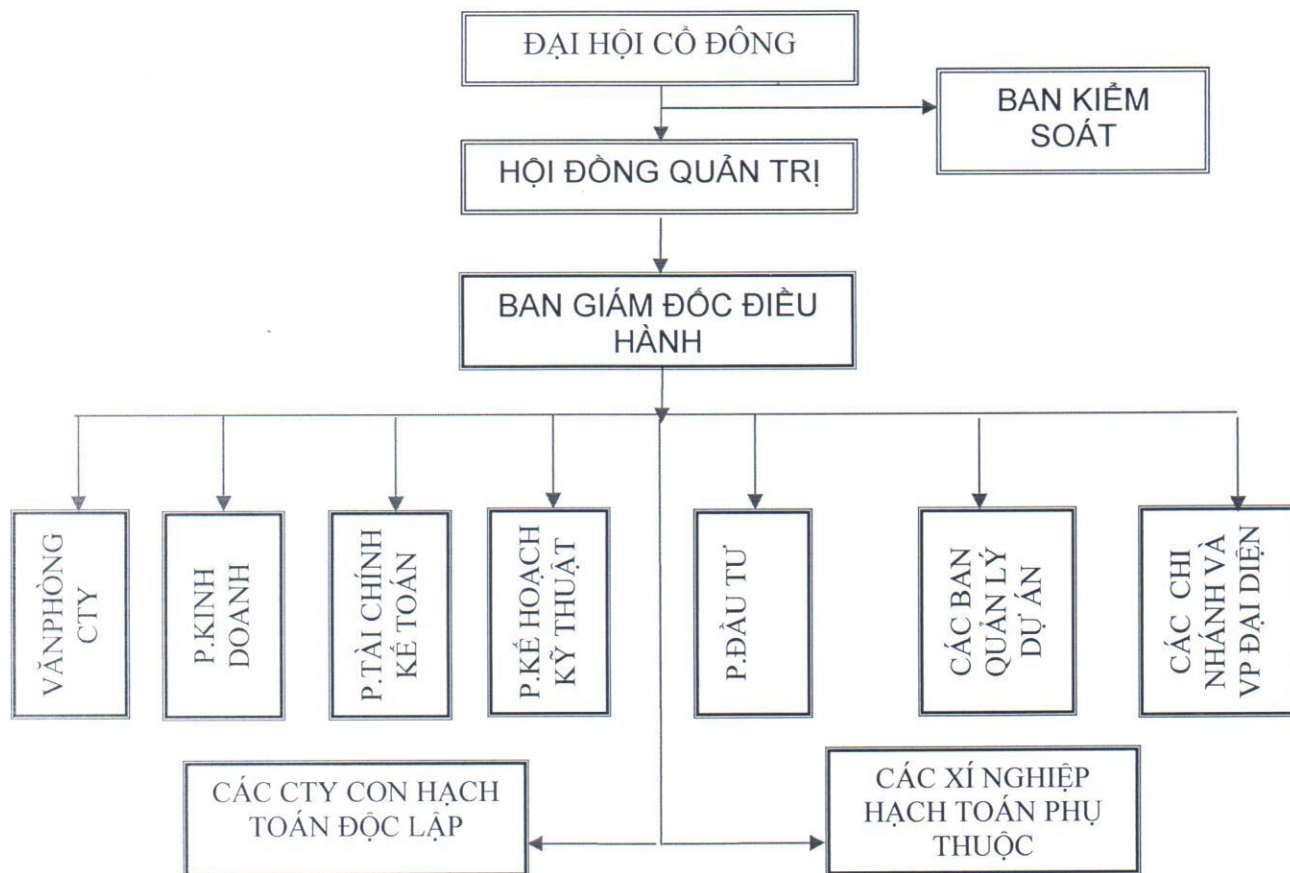 ĐẠI HỘI CỔ ĐÔNG
BAN KIỂM
SOÁT
HỘI ĐỒNG QUẢN TRỊ
BAN GIÁM ĐỐC ĐIỀU
HÀNH
VĂNPHÒNG
CTY
P.KINH
DOANH
P.TÀI CHÍNH
KẾ TOÁN
P.KẾ HOẠCH
KỸ THUẬT
P.ĐẦU TƯ
CÁC BAN
QUẢN LÝ
DỰ ÁN
CÁC CHI
NHÁNH VÀ
VP ĐẠI DIỆN
CÁC CTY CON HẠCH
TOÁN ĐỘC LẬP
CÁC XÍ NGHIỆP
HẠCH TOÁN PHỤ
THUỘC